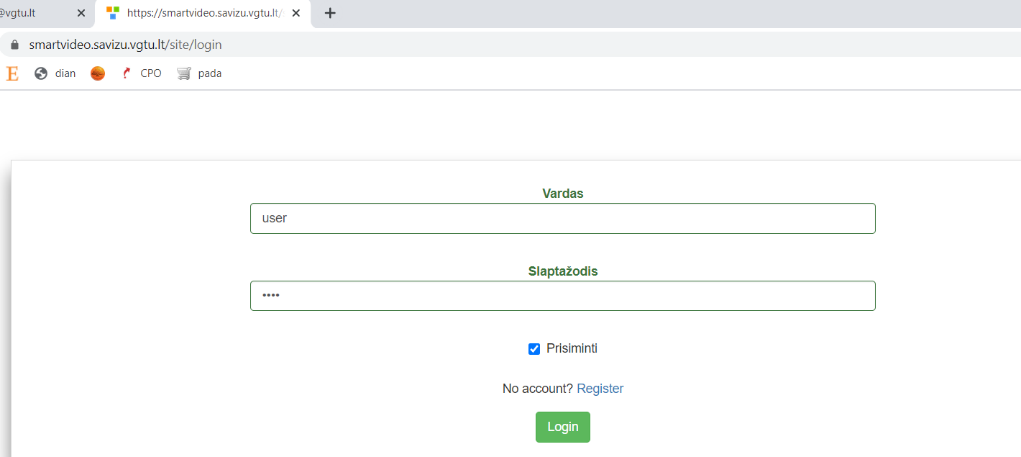 @vgtu.lt https://smartvideo.savizu.vgtu.lt/
smartvideo.savizu.vgtu.lt/site/login
E dian CPO pada
Vardas
user
Slaptažodis
••••
Prisiminti
No account? Register
Login